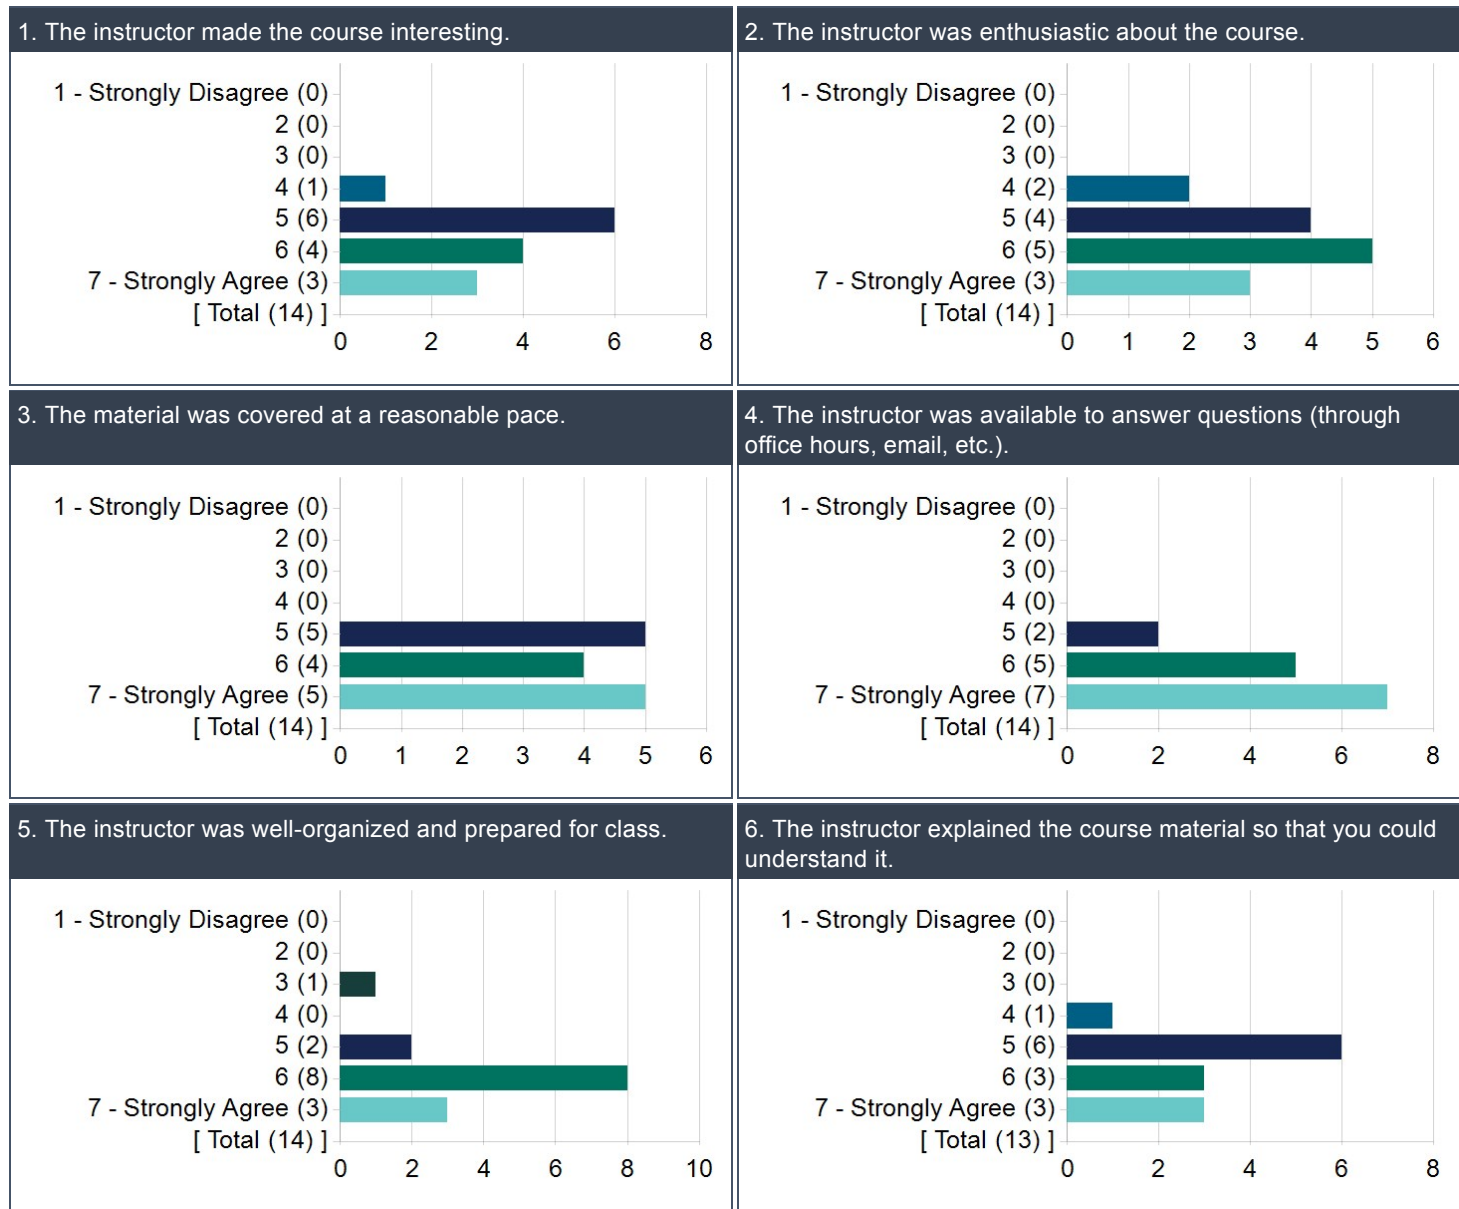 1. The instructor made the course interesting.
1 - Strongly Disagree (0)
2 (0)
3 (0)
4 (1)
5 (6)
6 (4)
7 - Strongly Agree (3)
[ Total (14) ]
0 2 4 6 8
2. The instructor was enthusiastic about the course.
1 - Strongly Disagree (0)
2 (0)
3 (0)
4 (2)
5 (4)
6 (5)
7 - Strongly Agree (3)
[ Total (14) ]
0 1 2 3 4 5 6
3. The material was covered at a reasonable pace.
1 - Strongly Disagree (0)
2 (0)
3 (0)
4 (0)
5 (5)
6 (4)
7 - Strongly Agree (5)
[ Total (14) ]
0 1 2 3 4 5 6
4. The instructor was available to answer questions (through
office hours, email, etc.).
1 - Strongly Disagree (0)
2 (0)
3 (0)
4 (0)
5 (2)
6 (5)
7 - Strongly Agree (7)
[ Total (14) ]
0 2 4 6 8
5. The instructor was well-organized and prepared for class.
1 - Strongly Disagree (0)
2 (0)
3 (1)
4 (0)
5 (2)
6 (8)
7 - Strongly Agree (3)
[ Total (14) ]
0 2 4 6 8 10
6. The instructor explained the course material so that you could
understand it.
1 - Strongly Disagree (0)
2 (0)
3 (0)
4 (1)
5 (6)
6 (3)
7 - Strongly Agree (3)
[ Total (13) ]
0 2 4 6 8